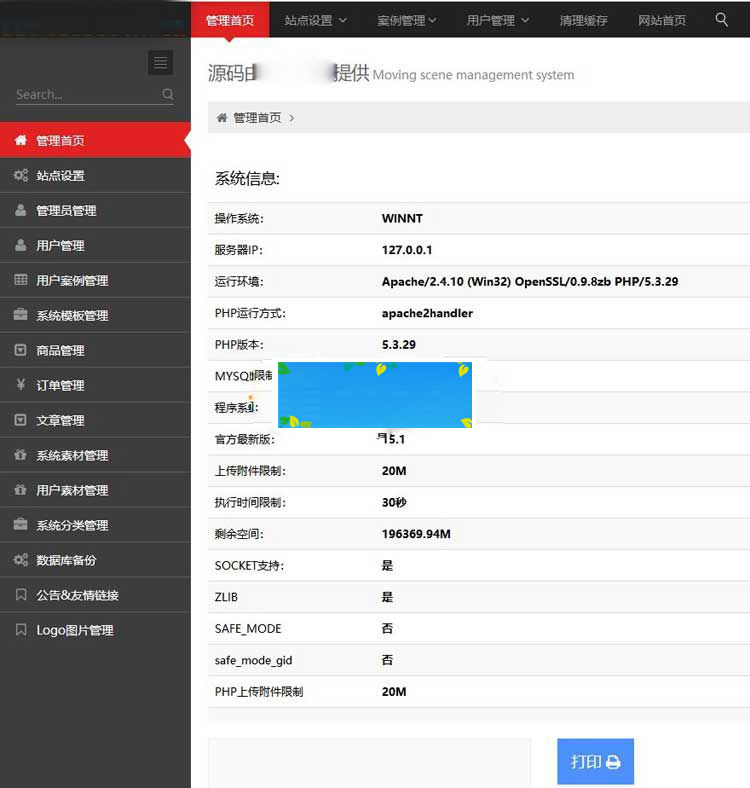 管理首页 站点设置 案例管理 用户管理 清理缓存 网站首页
源码由 提供 Moving scene management system
Search...
管理首页
管理首页
站点设置
管理员管理
用户管理
用户案例管理
系统模板管理
商品管理
订单管理
文章管理
系统素材管理
用户素材管理
系统分类管理
数据库备份
公告&友情链接
Logo图片管理
系统信息:
操作系统: WINNT
服务器IP: 127.0.0.1
运行环境: Apache/2.4.10 (Win32) OpenSSL/0.9.8zb PHP/5.3.29
PHP运行方式: apache2handler
PHP版本: 5.3.29
MYSQL限制
程序系统:
官方最新版: 5.1
上传附件限制: 20M
执行时间限制: 30秒
剩余空间: 196369.94M
SOCKET支持: 是
ZLIB 是
SAFE_MODE 否
safe_mode_gid 否
PHP上传附件限制 20M
打印